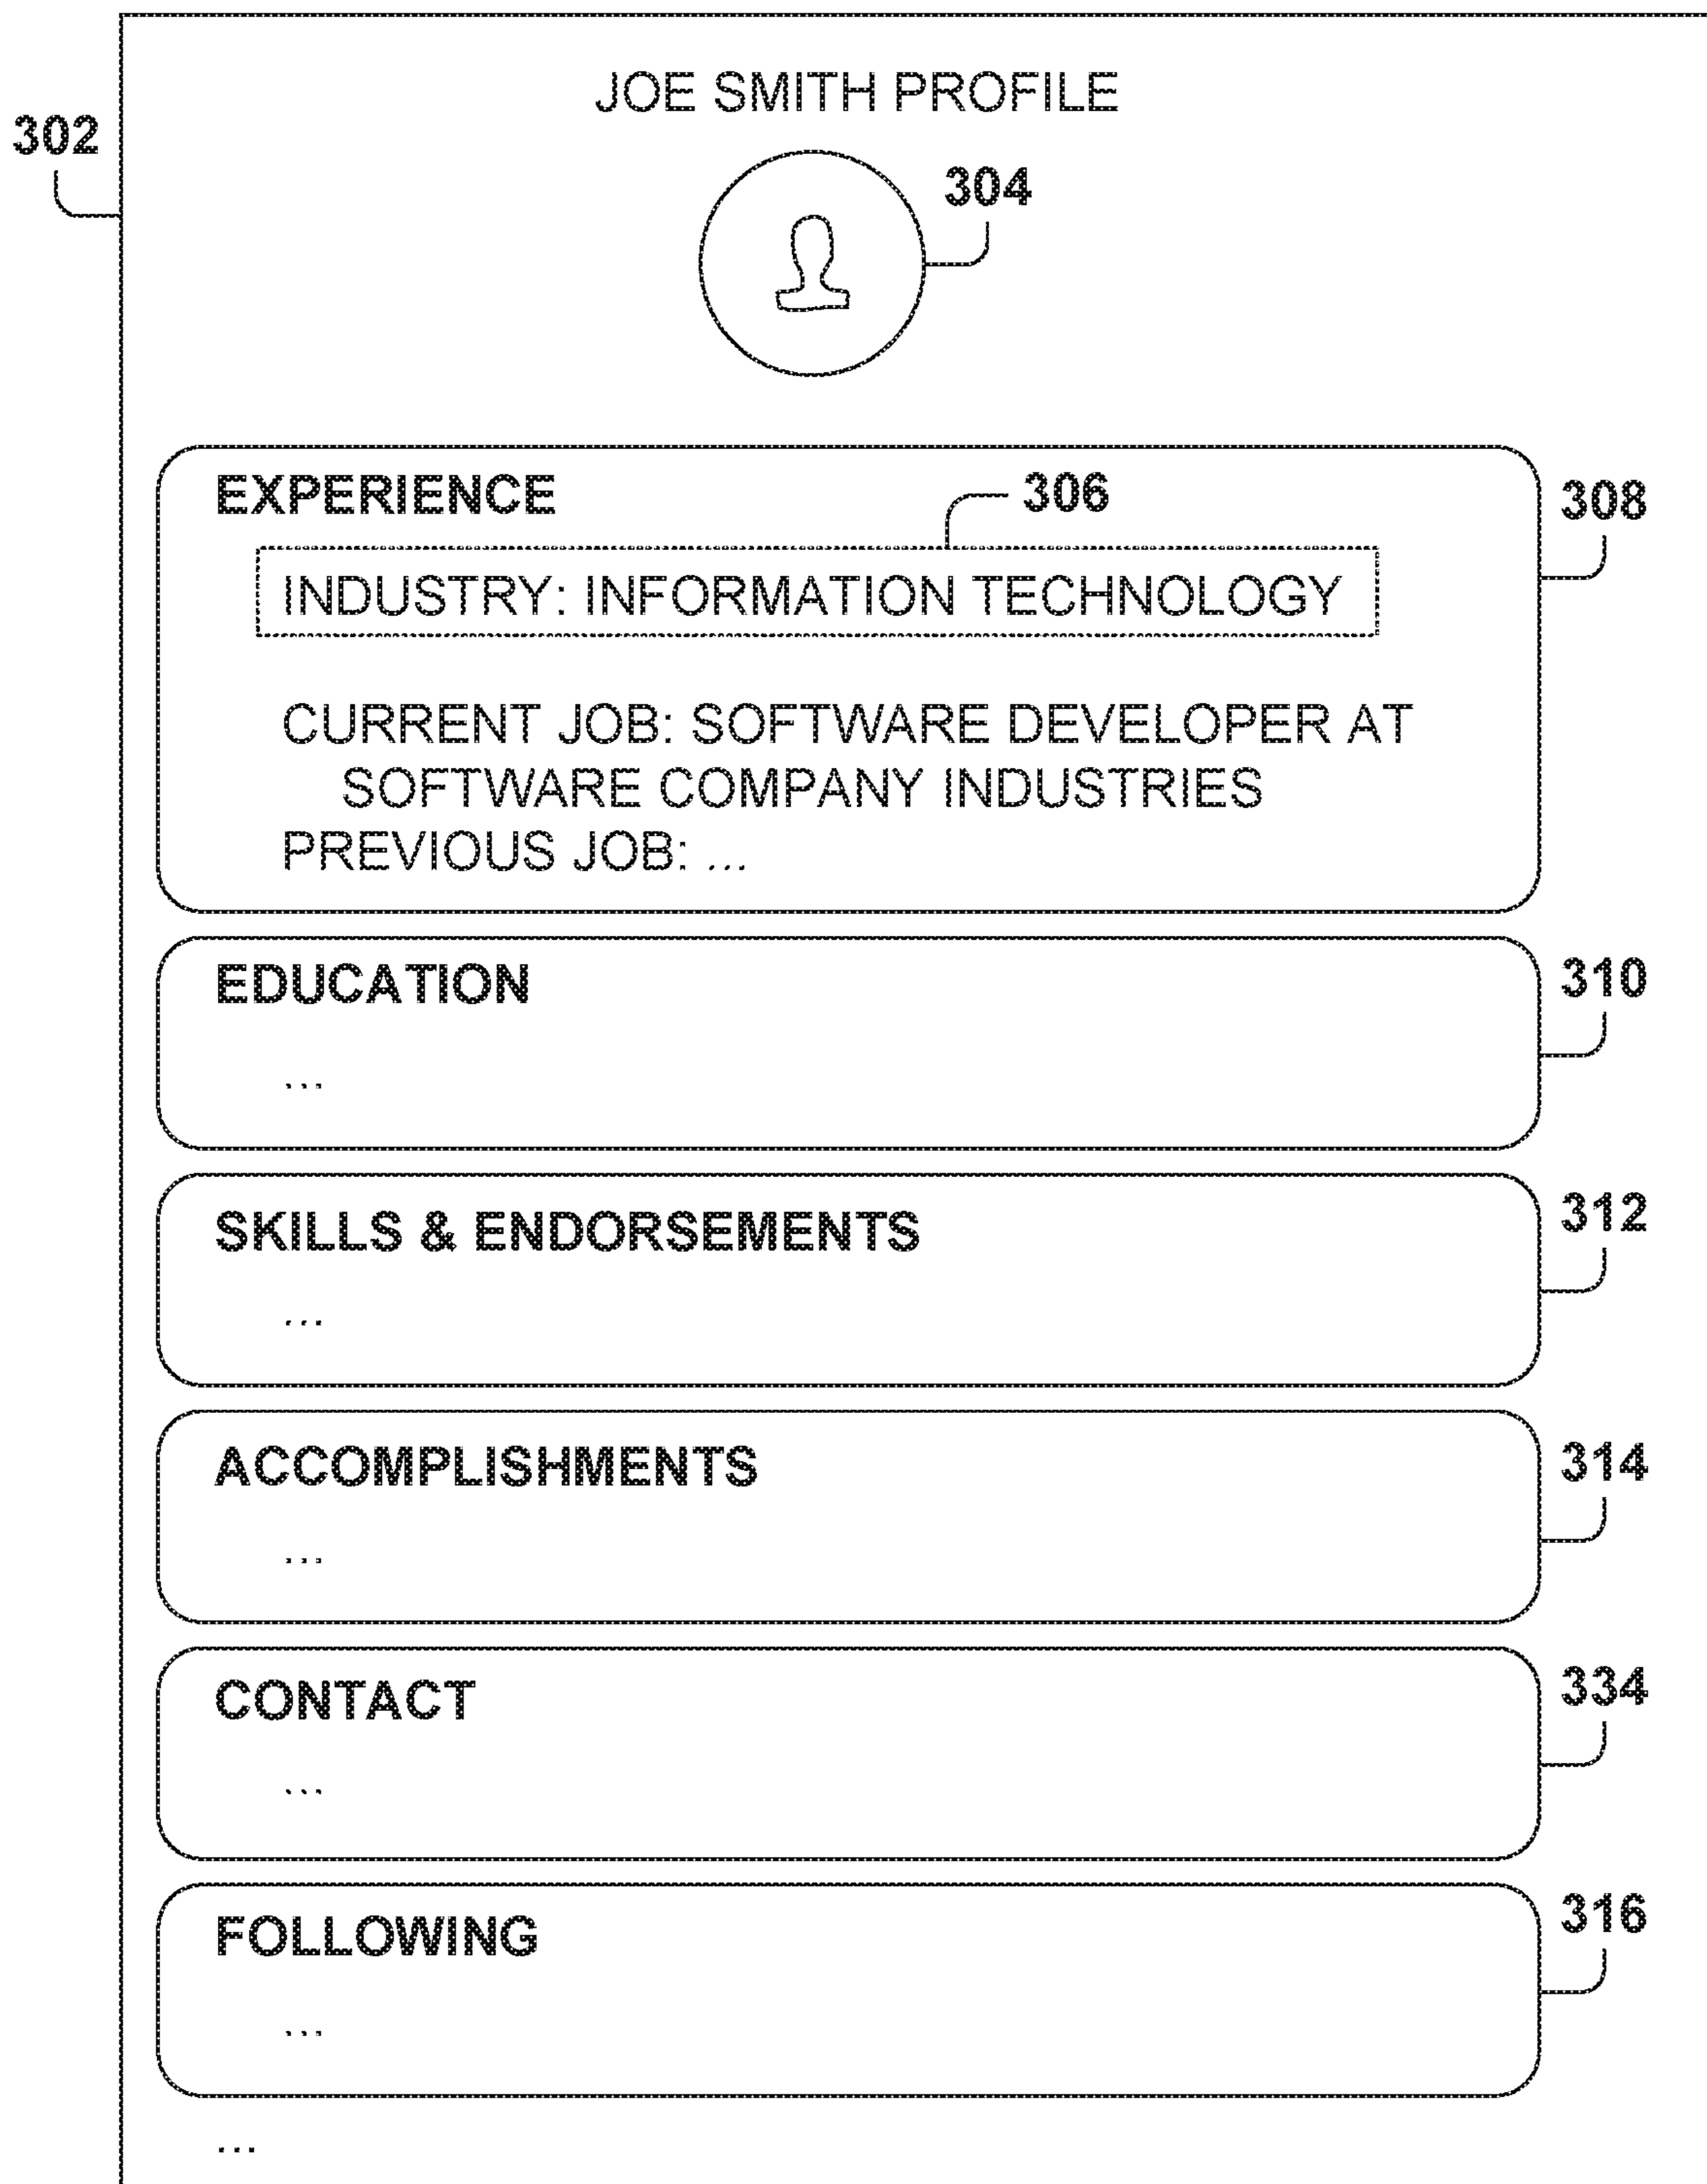 JOE SMITH PROFILE
302
304
EXPERIENCE
306
308
INDUSTRY: INFORMATION TECHNOLOGY
CURRENT JOB: SOFTWARE DEVELOPER AT
SOFTWARE COMPANY INDUSTRIES
PREVIOUS JOB: ...
EDUCATION
310
...
SKILLS & ENDORSEMENTS
312
...
ACCOMPLISHMENTS
314
...
CONTACT
334
...
FOLLOWING
316
...
...